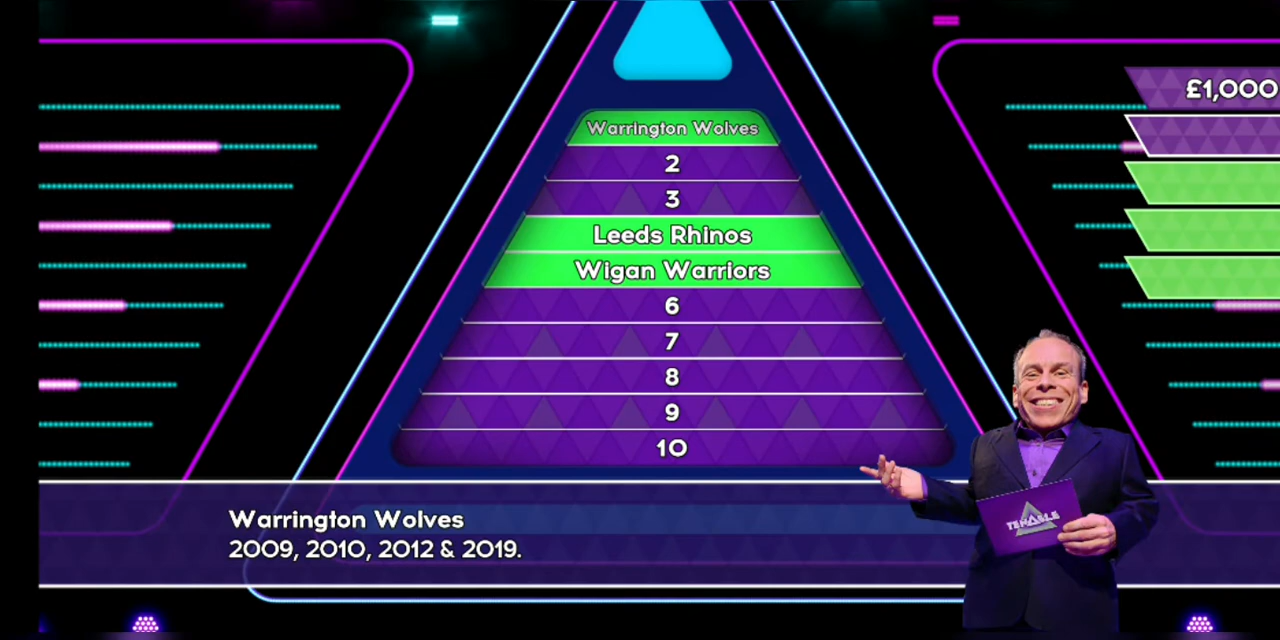 £1,000
Warrington Wolves
2
3
Leeds Rhinos
Wigan Warriors
6
7
8
9
10
Warrington Wolves
2009, 2010, 2012 & 2019.
TENABLE